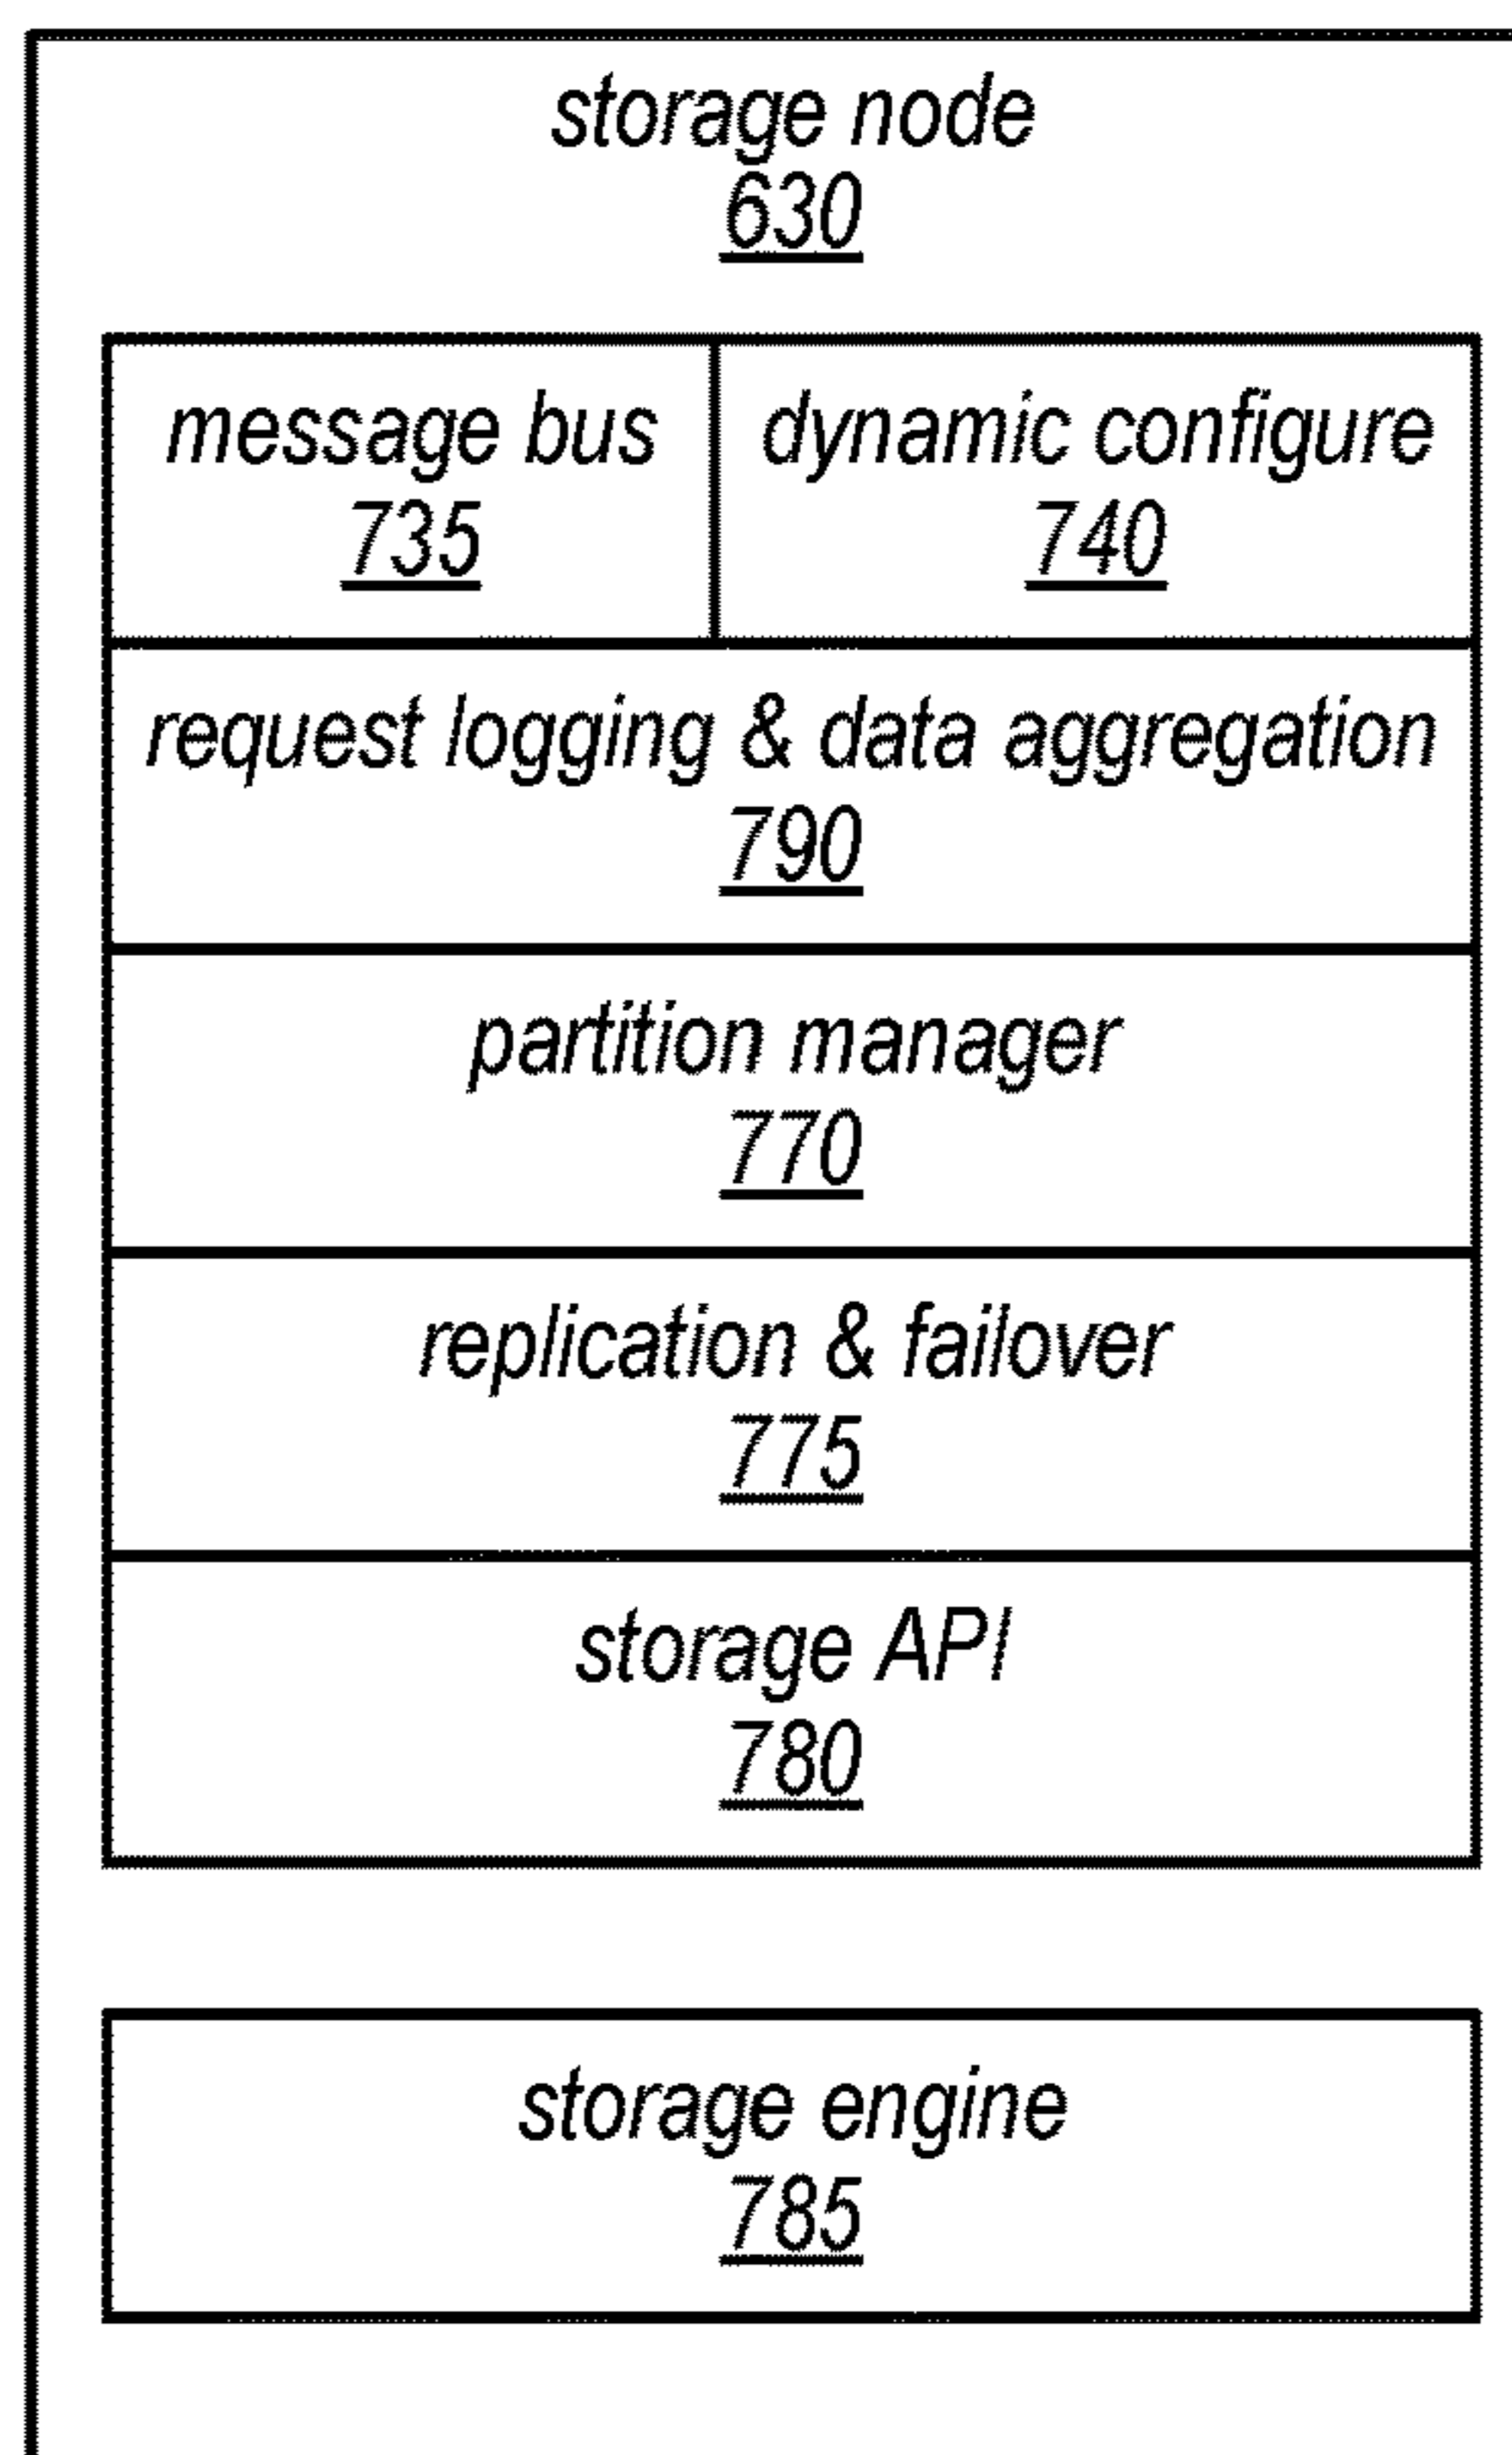 storage node
630
message bus
735
dynamic configure
740
request logging & data aggregation
790
partition manager
770
replication & failover
775
storage API
780
storage engine
785